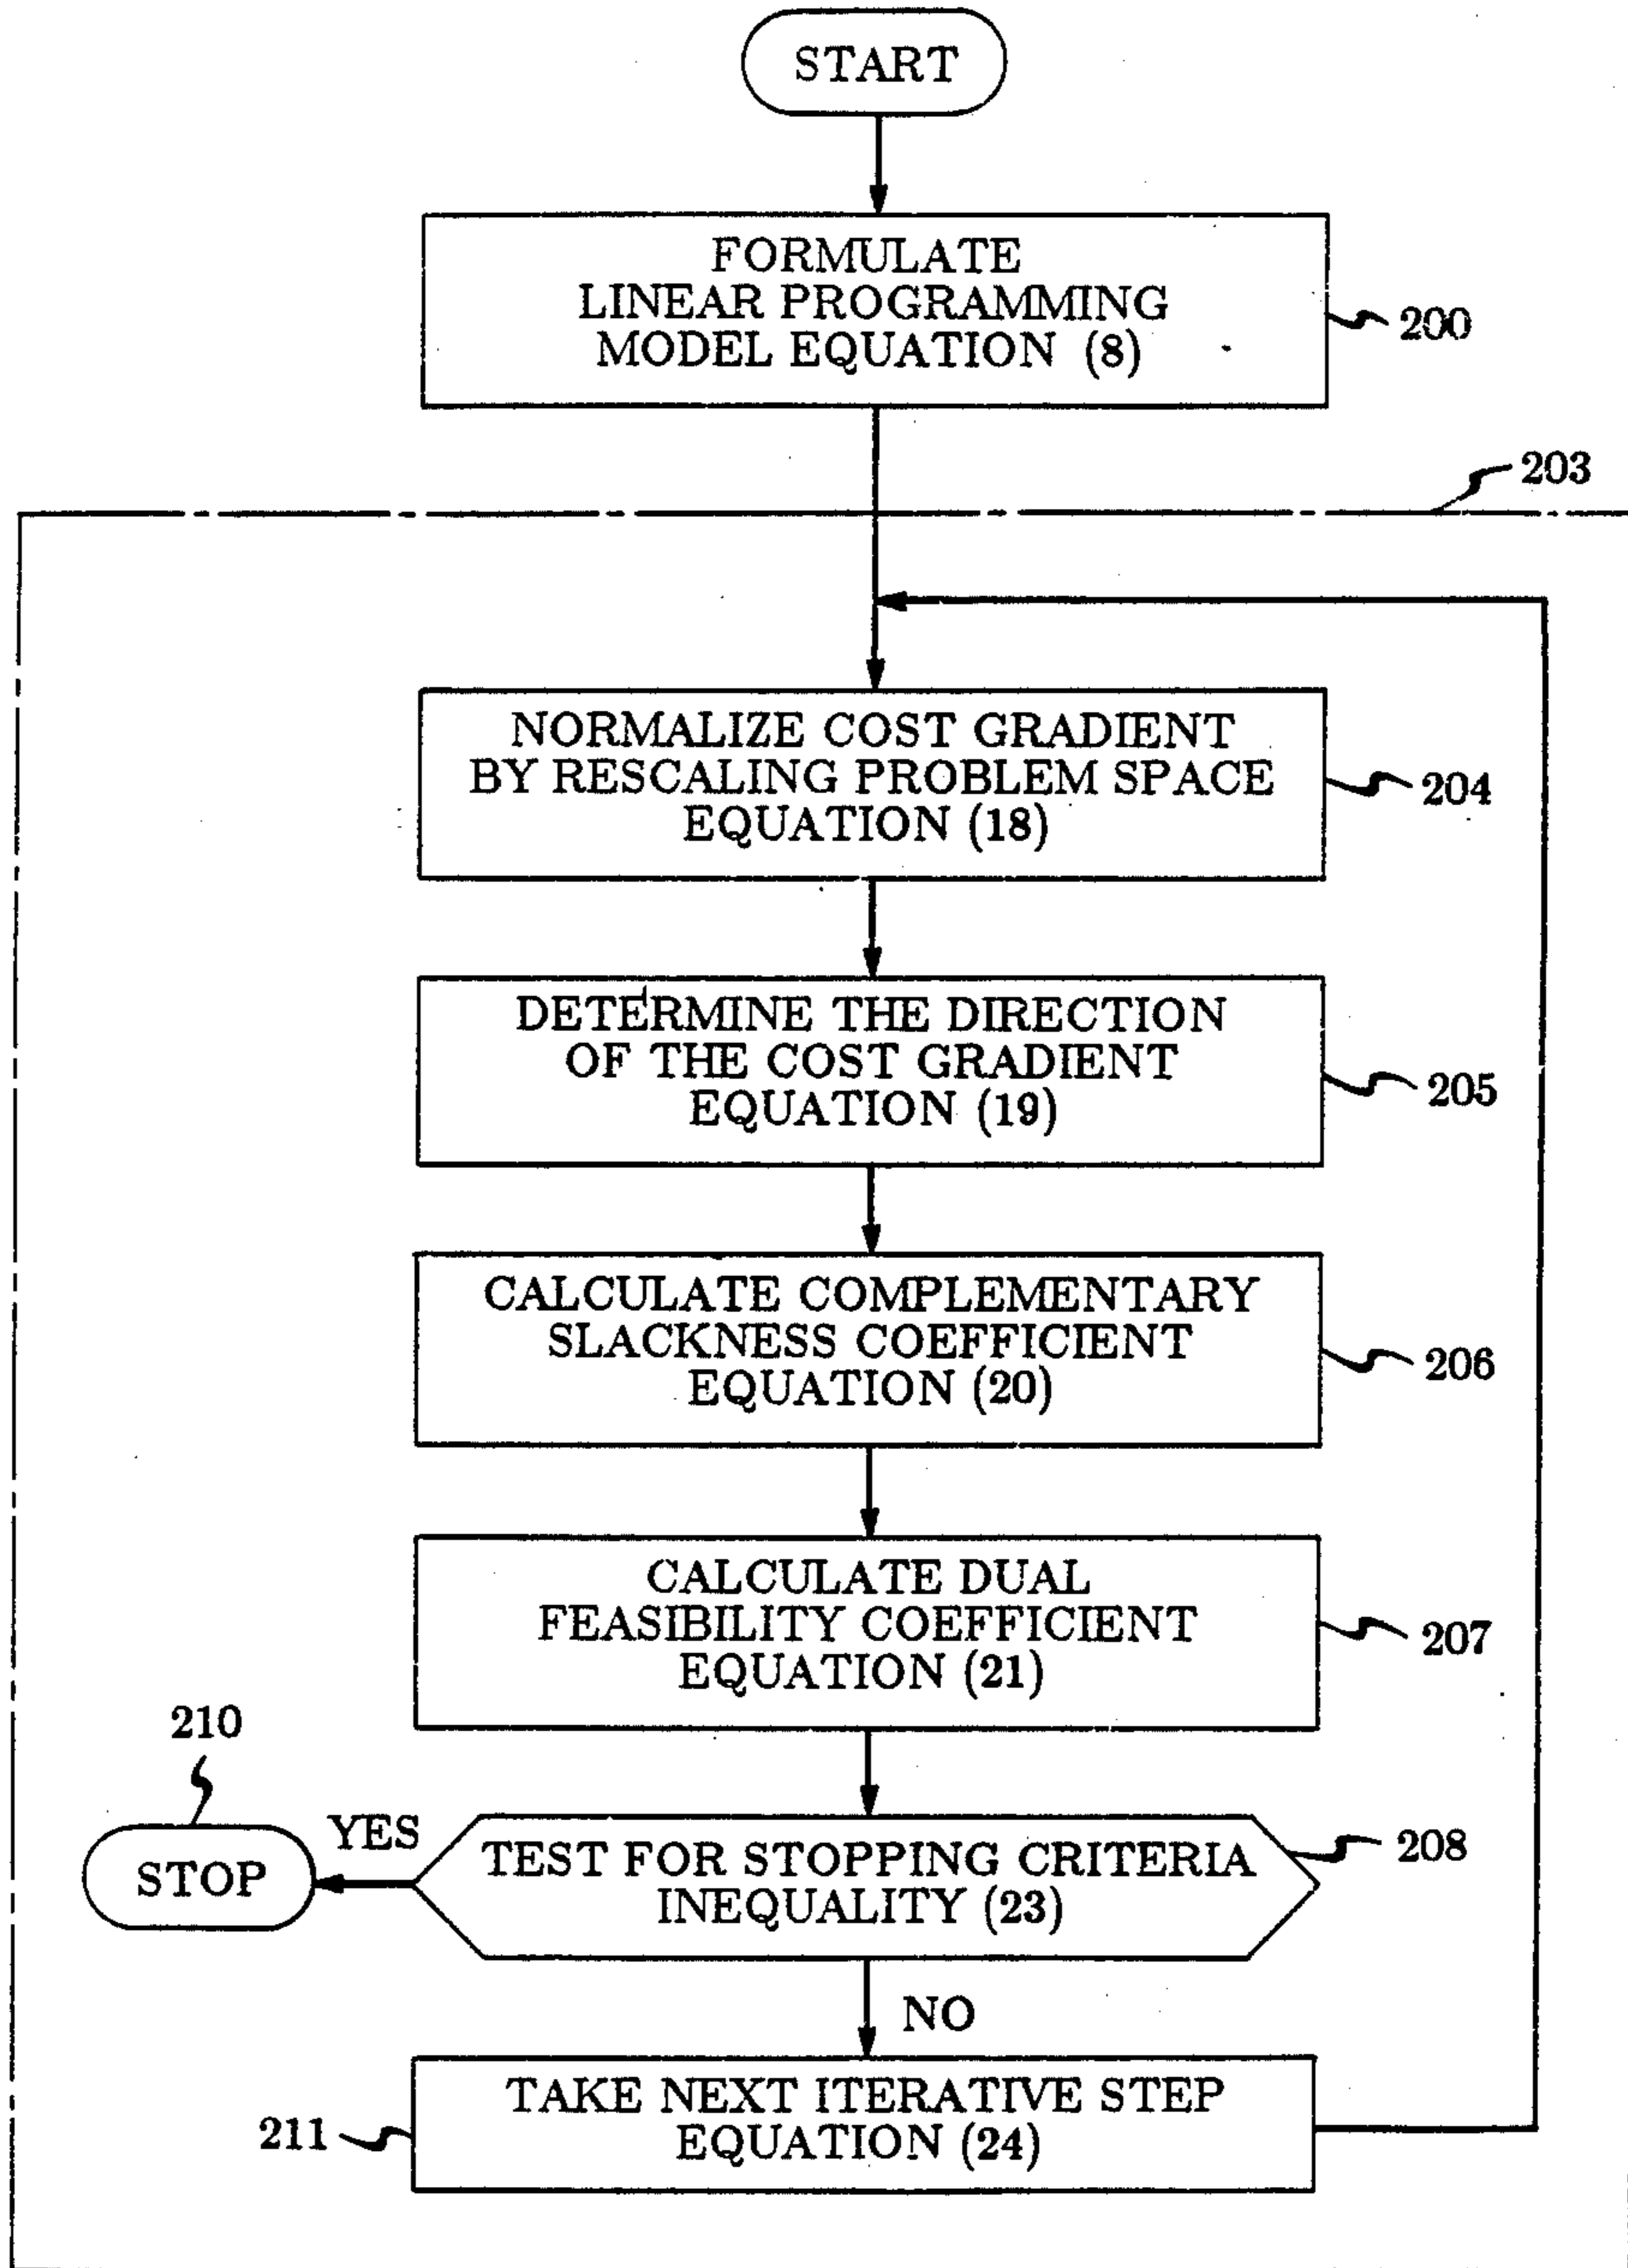 START
FORMULATE
LINEAR PROGRAMMING
MODEL EQUATION (8)
200
203
NORMALIZE COST GRADIENT
BY RESCALING PROBLEM SPACE
EQUATION (18)
204
DETERMINE THE DIRECTION
OF THE COST GRADIENT
EQUATION (19)
205
CALCULATE COMPLEMENTARY
SLACKNESS COEFFICIENT
EQUATION (20)
206
CALCULATE DUAL
FEASIBILITY COEFFICIENT
EQUATION (21)
207
210
YES
STOP
TEST FOR STOPPING CRITERIA
INEQUALITY (23)
208
NO
TAKE NEXT ITERATIVE STEP
EQUATION (24)
211